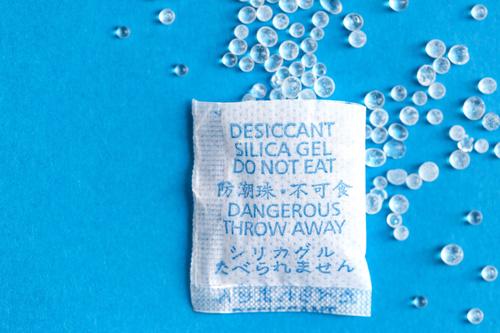 DESICCANT
SILICA GEL
DO NOT EAT
防潮珠·不可食
DANGEROUS
THROW AWAY
シリカグル
たべられません